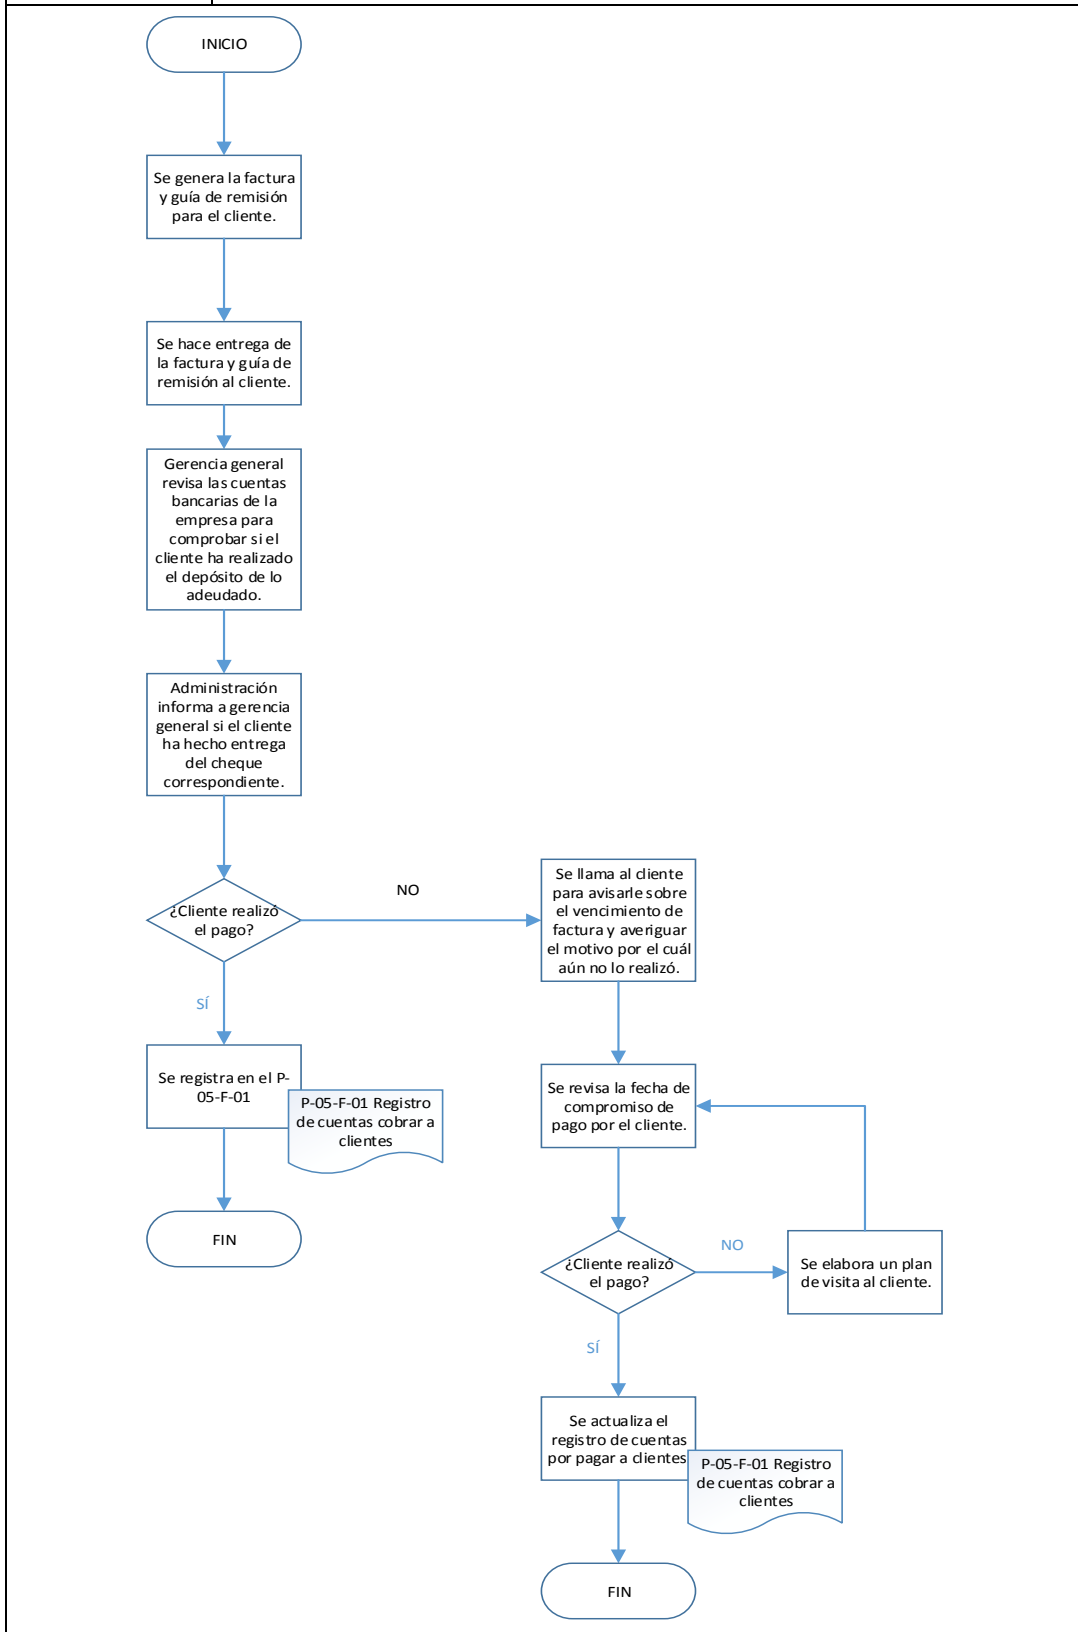 INICIO
Se genera la factura
y guía de remisión
para el cliente.
Se hace entrega de
la factura y guía de
remisión al cliente.
Gerencia general
revisa las cuentas
bancarias de la
empresa para
comprobar si el
cliente ha realizado
el depósito de lo
adeudado.
Administración
informa a gerencia
general si el cliente
ha hecho entrega
del cheque
correspondiente.
¿Cliente realizó
el pago?
NO
Se llama al cliente
para avisarle sobre
el vencimiento de
factura y averiguar
el motivo por el cuál
aún no lo realizó.
SÍ
Se registra en el P-
05-F-01
P-05-F-01 Registro
de cuentas cobrar a
clientes
FIN
Se revisa la fecha de
compromiso de
pago por el cliente.
¿Cliente realizó
el pago?
NO
Se elabora un plan
de visita al cliente.
SÍ
Se actualiza el
registro de cuentas
por pagar a clientes
P-05-F-01 Registro
de cuentas cobrar a
clientes
FIN